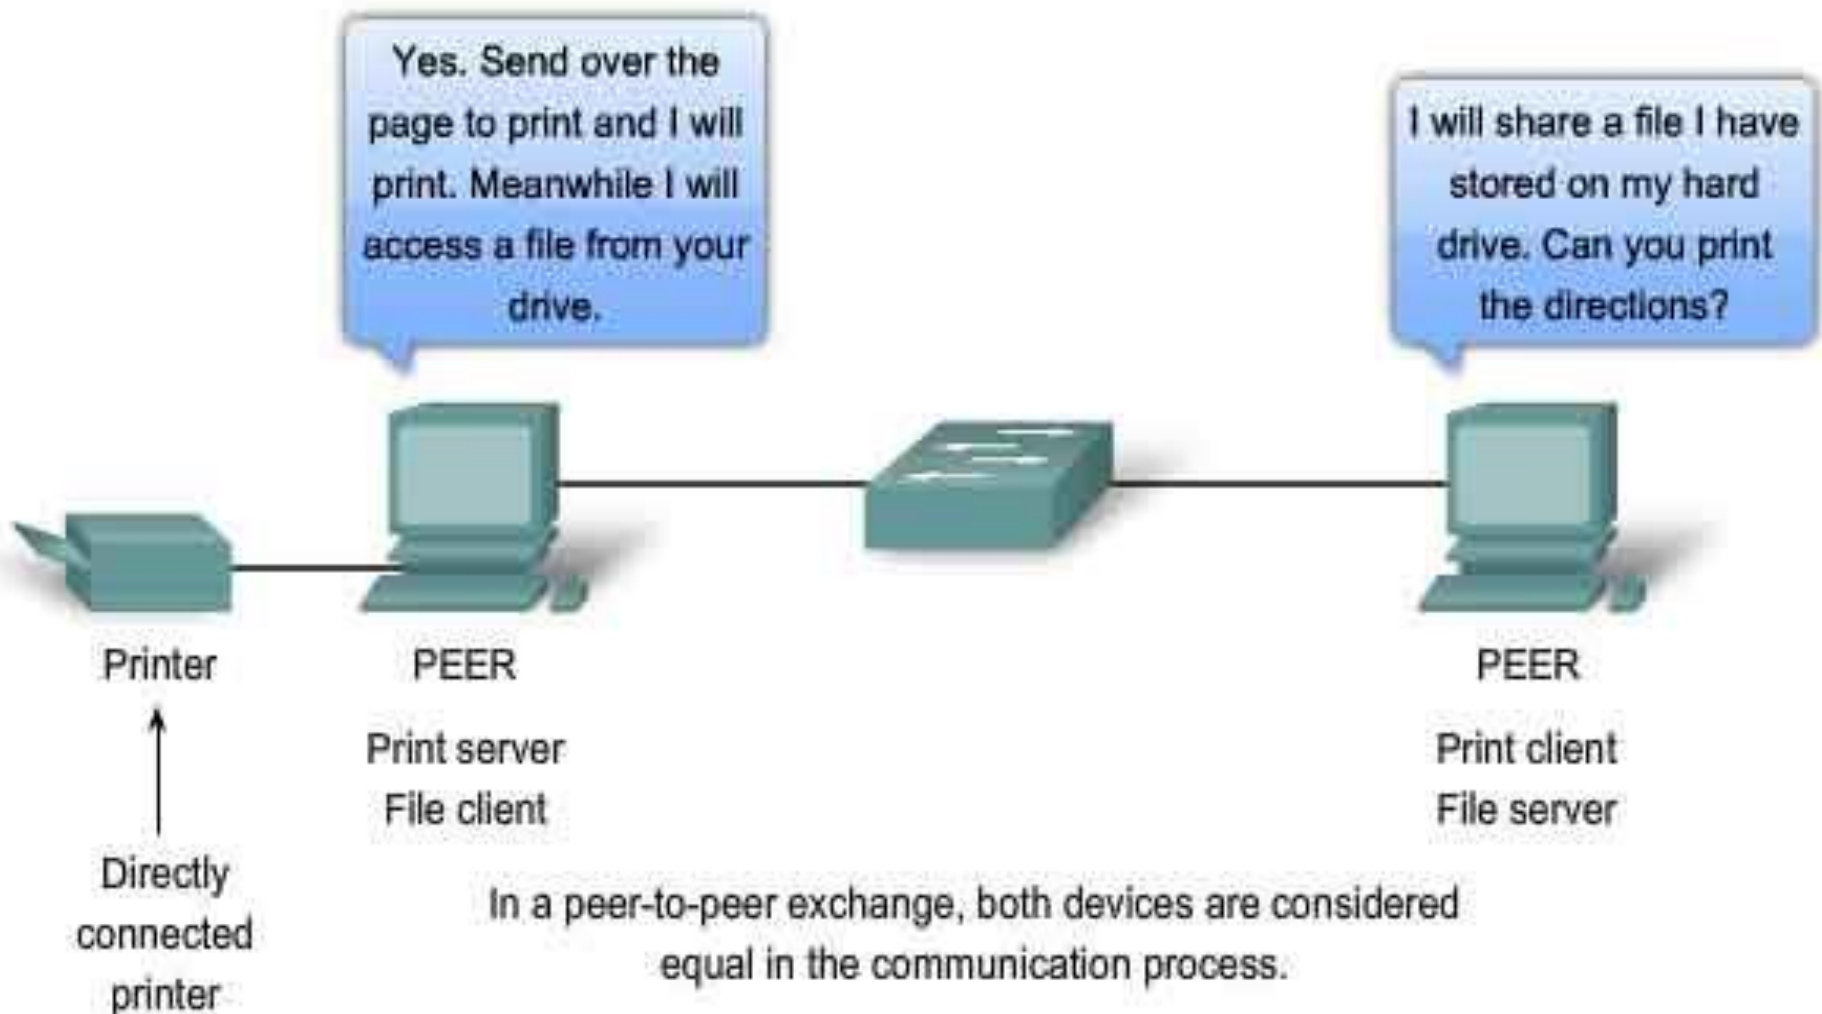 Yes. Send over the
page to print and I will
print. Meanwhile I will
access a file from your
drive.
I will share a file I have
stored on my hard
drive. Can you print
the directions?
Printer
PEER
PEER
Print server
File client
Print client
File server
Directly
connected
printer
In a peer-to-peer exchange, both devices are considered
equal in the communication process.